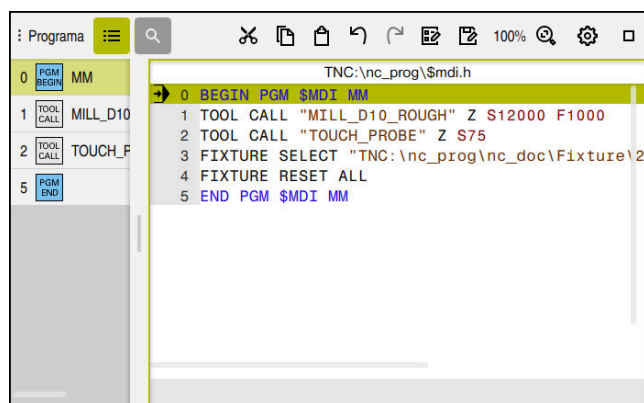 Programa
100%
0 PGM BEGIN MM
1 TOOL CALL MILL_D10
2 TOOL CALL TOUCH_P
5 PGM END
TNC:\nc_prog\$mdi.h
0 BEGIN PGM $MDI MM
1 TOOL CALL "MILL_D10_ROUGH" Z S12000 F1000
2 TOOL CALL "TOUCH_PROBE" Z S75
3 FIXTURE SELECT "TNC:\nc_prog\nc_doc\Fixture\2
4 FIXTURE RESET ALL
5 END PGM $MDI MM